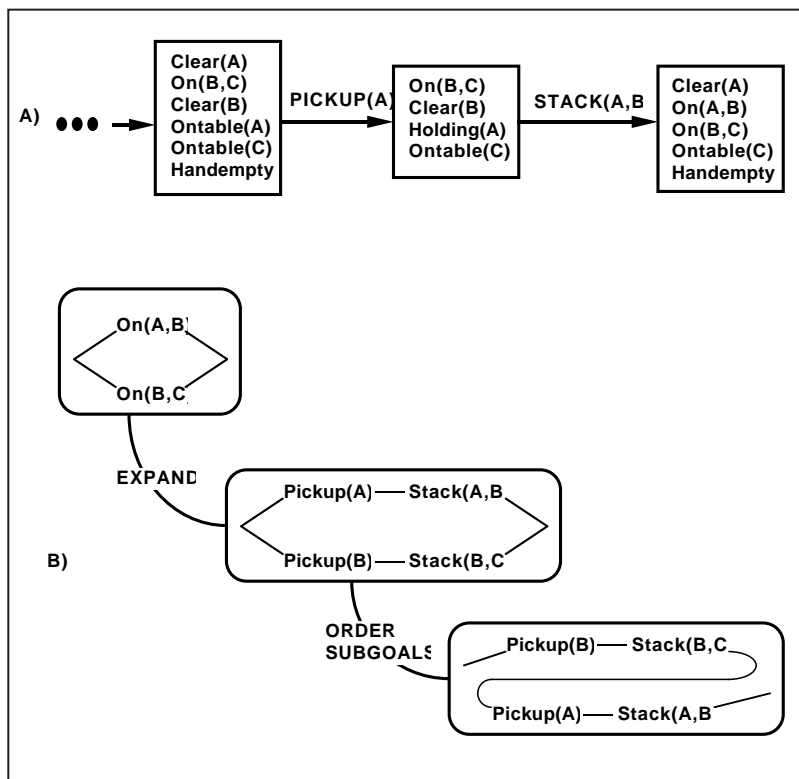 A)
Clear(A)
On(B,C)
Clear(B)
Ontable(A)
Ontable(C)
Handempty
PICKUP(A)
On(B,C)
Clear(B)
Holding(A)
Ontable(C)
STACK(A,B
Clear(A)
On(A,B)
On(B,C)
Ontable(C)
Handempty
B)
On(A,B)
On(B,C)
EXPAND
Pickup(A) Stack(A,B
Pickup(B) Stack(B,C
ORDER
SUBGOALS
Pickup(B) Stack(B,C
Pickup(A) Stack(A,B